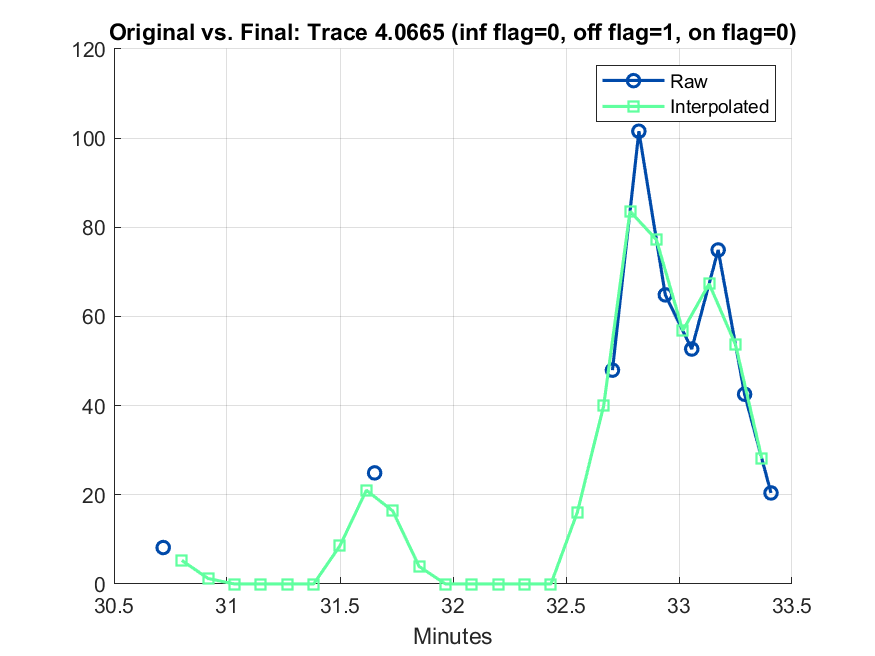 Original vs. Final: Trace 4.0665 (inf flag=0, off flag=1, on flag=0)
120
Raw
Interpolated
100
80
60
40
20
0
30.5 31 31.5 32 32.5 33 33.5
Minutes